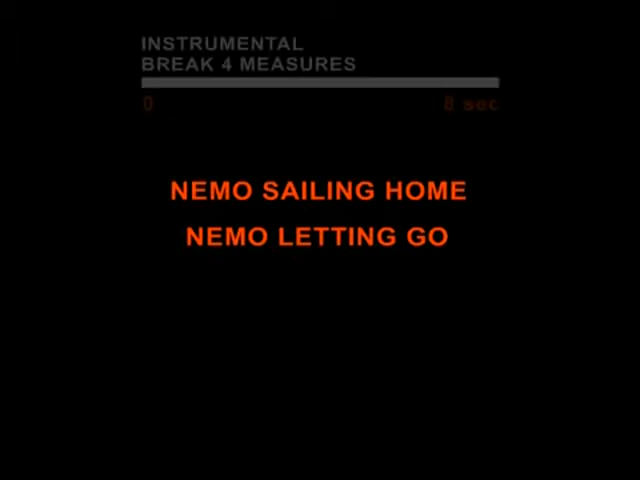 INSTRUMENTAL
BREAK 4 MEASURES
0 8 sec
NEMO SAILING HOME
NEMO LETTING GO